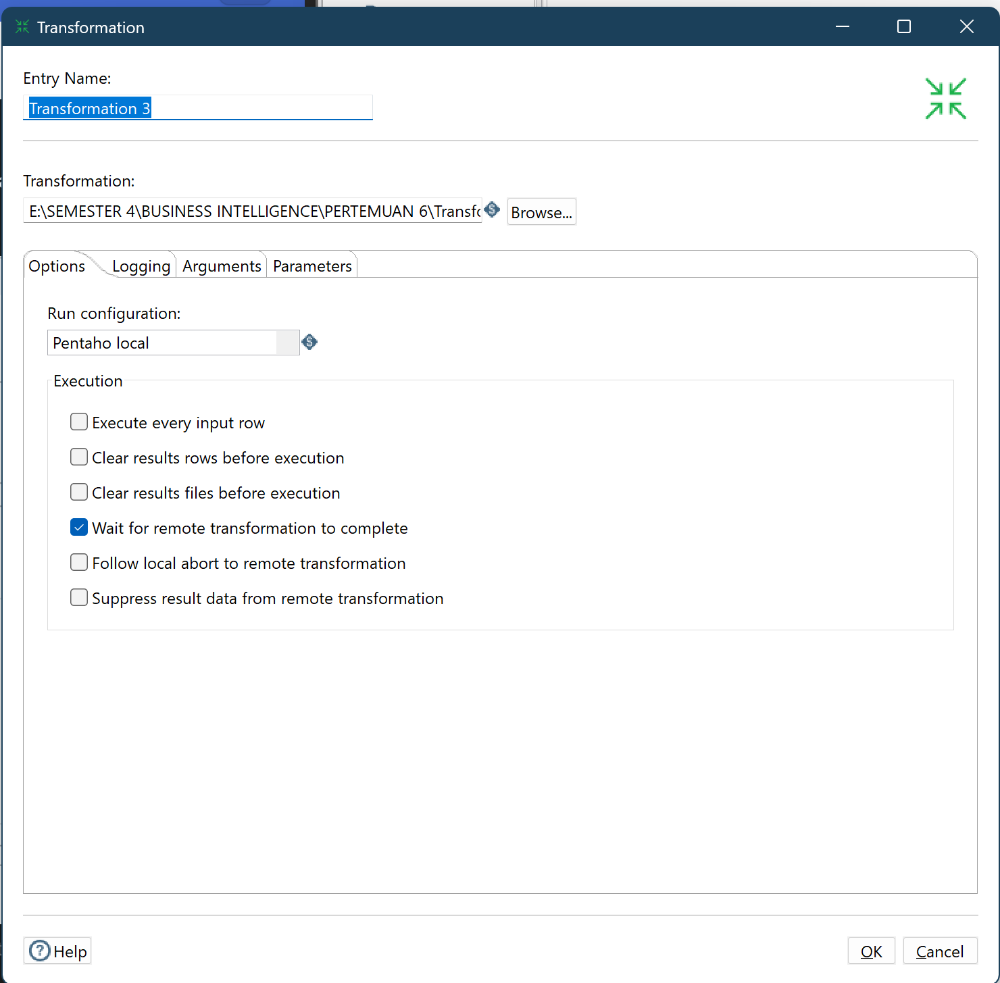 Transformation
Entry Name:
Transformation 3
Transformation:
E:\SEMESTER 4\BUSINESS INTELLIGENCE\PERTEMUAN 6\Transfo
Browse...
Options Logging Arguments Parameters
Run configuration:
Pentaho local
Execution
Execute every input row
Clear results rows before execution
Clear results files before execution
Wait for remote transformation to complete
Follow local abort to remote transformation
Suppress result data from remote transformation
Help OK Cancel